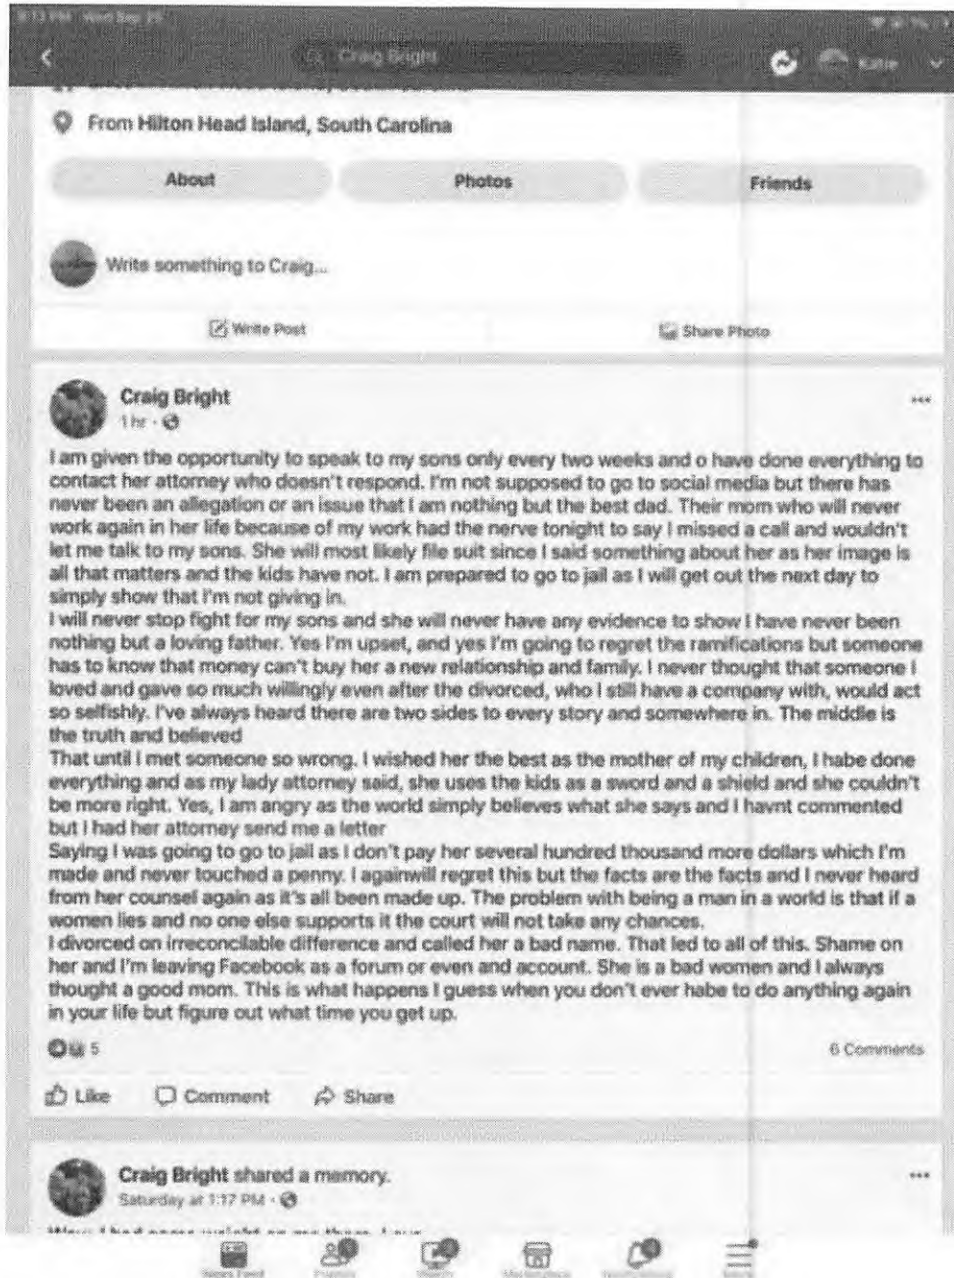 Craig Bright
Katie
From Hilton Head Island, South Carolina
About
Photos
Friends
Write something to Craig...
Write Post
Share Photo
Craig Bright
1 hr ·
I am given the opportunity to speak to my sons only every two weeks and o have done everything to
contact her attorney who doesn't respond. I'm not supposed to go to social media but there has
never been an allegation or an issue that I am nothing but the best dad. Their mom who will never
work again in her life because of my work had the nerve tonight to say I missed a call and wouldn't
let me talk to my sons. She will most likely file suit since I said something about her as her image is
all that matters and the kids have not. I am prepared to go to jail as I will get out the next day to
simply show that I'm not giving in.
I will never stop fight for my sons and she will never have any evidence to show I have never been
nothing but a loving father. Yes I'm upset, and yes I'm going to regret the ramifications but someone
has to know that money can't buy her a new relationship and family. I never thought that someone I
loved and gave so much willingly even after the divorced, who I still have a company with, would act
so selfishly. I've always heard there are two sides to every story and somewhere in. The middle is
the truth and believed
That until I met someone so wrong. I wished her the best as the mother of my children, I habe done
everything and as my lady attorney said, she uses the kids as a sword and a shield and she couldn't
be more right. Yes, I am angry as the world simply believes what she says and I havnt commented
but I had her attorney send me a letter
Saying I was going to go to jail as I don't pay her several hundred thousand more dollars which I'm
made and never touched a penny. I againwill regret this but the facts are the facts and I never heard
from her counsel again as it's all been made up. The problem with being a man in a world is that if a
women lies and no one else supports it the court will not take any chances.
I divorced on irreconcilable difference and called her a bad name. That led to all of this. Shame on
her and I'm leaving Facebook as a forum or even and account. She is a bad women and I always
thought a good mom. This is what happens I guess when you don't ever habe to do anything again
in your life but figure out what time you get up.
5
6 Comments
Like
Comment
Share
Craig Bright shared a memory.
Saturday at 1:17 PM ·